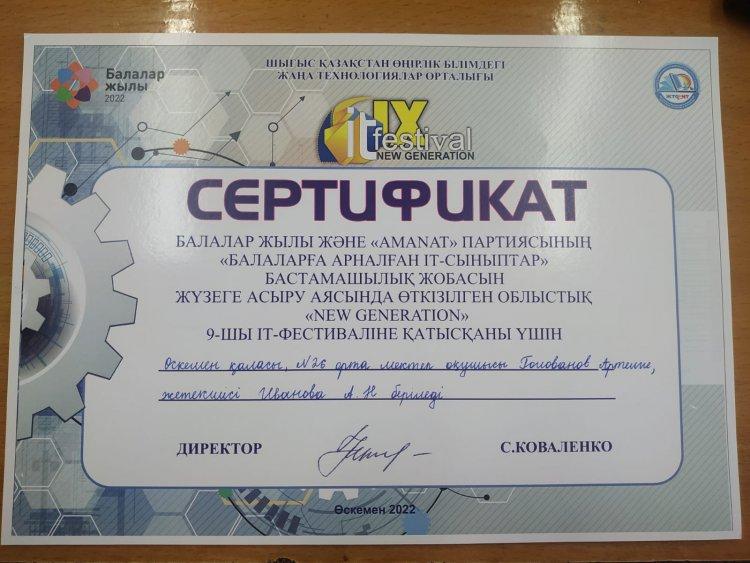 ШЫҒЫС ҚАЗАҚСТАН ӨҢІРЛІК БІЛІМДЕГІ
ЖАҢА ТЕХНОЛОГИЯЛАР ОРТАЛЫҒЫ
Балалар
жылы
2022
IX
it festival
NEW GENERATION
СЕРТИФИКАТ
БАЛАЛАР ЖЫЛЫ ЖӘНЕ «AMANAT» ПАРТИЯСЫНЫҢ
«БАЛАЛАРҒА АРНАЛҒАН IT-СЫНЫПТАР»
БАСТАМАШЫЛЫҚ ЖОБАСЫН
ЖҮЗЕГЕ АСЫРУ АЯСЫНДА ӨТКІЗІЛГЕН ОБЛЫСТЫҚ
«NEW GENERATION»
9-ШЫ IT-ФЕСТИВАЛІНЕ ҚАТЫСҚАНЫ ҮШІН
Өскемен қаласы, №26 орта мектеп оқушысы Голованов Артемге,
жетекшісі Иванова А.Н беріледі
ДИРЕКТОР
С.КОВАЛЕНКО
Өскемен 2022